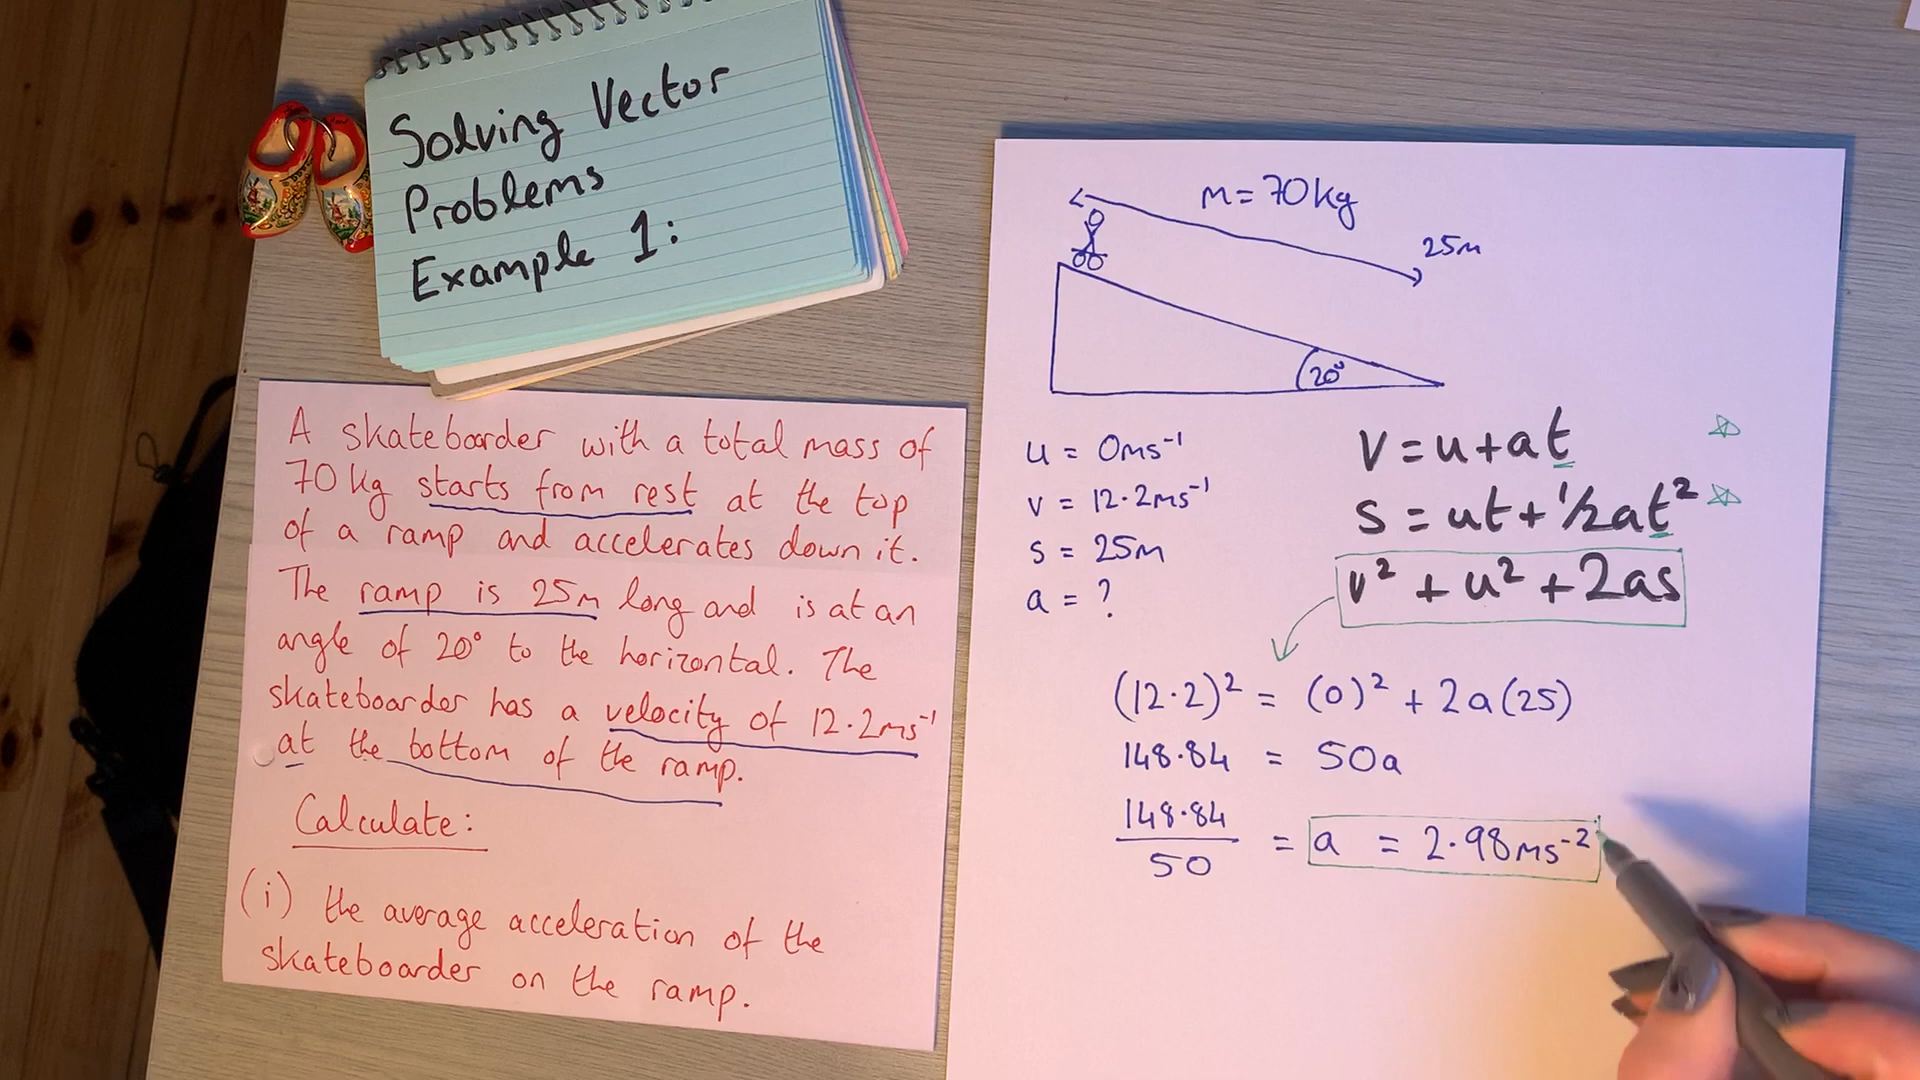 Solving Vector
Problems
Example 1:
A skateboarder with a total mass of
70kg starts from rest at the top
of a ramp and accelerates down it.
The ramp is 25m long and is at an
angle of 20° to the horizontal. The
skateboarder has a velocity of 12.2ms⁻¹
at the bottom of the ramp.
Calculate:
(i) the average acceleration of the
skateboarder on the ramp.
m = 70kg
25m
20°
u = 0ms⁻¹
v = 12.2ms⁻¹
s = 25m
a = ?
V = u + at
s = ut + 1/2at²
v² + u² + 2as
(12.2)² = (0)² + 2a(25)
148.84 = 50a
148.84
50
= a = 2.98ms⁻²